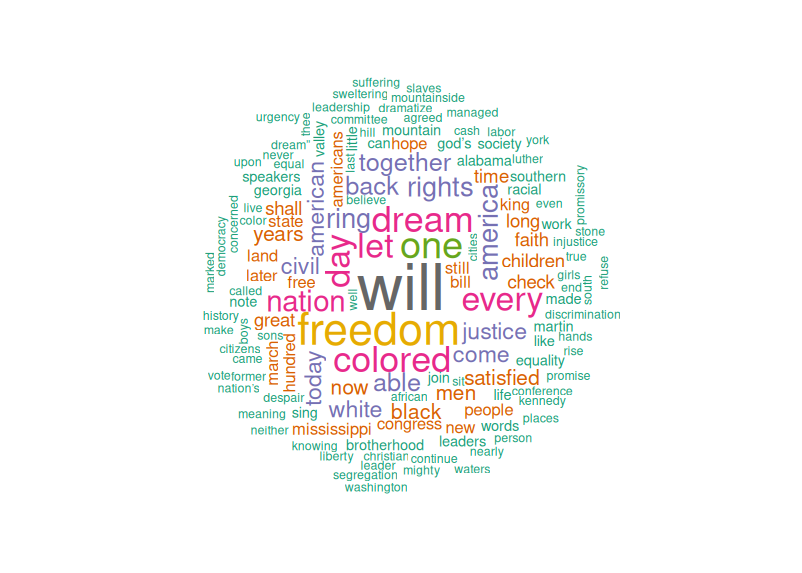 suffering
slaves
sweltering
mountainside
leadership
dramatize
managed
urgency
thee
committee
agreed
hill
mountain
cash
labor
little
last
valley
americans
can
hope
god's
society
york
dream”
never
upon
equal
together
alabama
luther
speakers
american
back
rights
time
southern
georgia
believe
racial
promissory
live
shall
ring
dream
america
king
even
color
state
concerned
long
work
stone
years
day
let
one
cities
faith
injustice
democracy
land
civil
still
children
true
marked
later
free
will
bill
check
girls
end
south
refuse
called
note
nation
well
every
made
discrimination
history
make
boys
great
freedom
justice
martin
hands
citizens
sons
like
rise
came
march
hundred
today
colored
come
equality
vote
former
nation's
now
able
join
sit
satisfied
promise
despair
african
men
life
conference
kennedy
meaning
sing
white
black
people
places
neither
mississippi
congress
new
words
person
knowing
brotherhood
leaders
nearly
liberty
christian
continue
leader
mighty
waters
segregation
washington